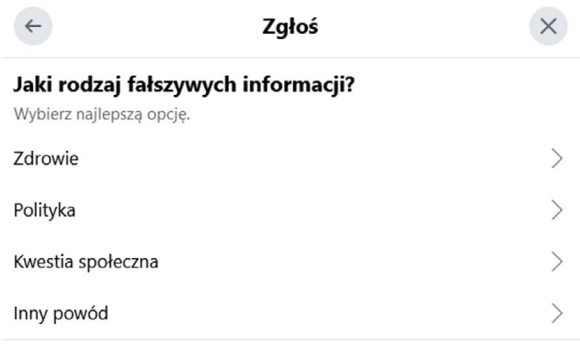 Zgłoś
Jaki rodzaj fałszywych informacji?
Wybierz najlepszą opcję.
Zdrowie
Polityka
Kwestia społeczna
Inny powód